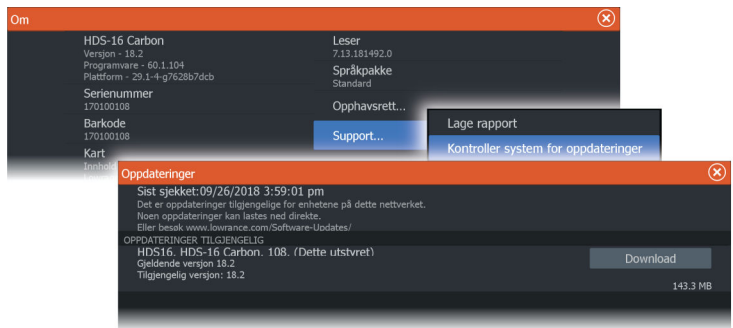 Om
HDS-16 Carbon
Versjon - 18.2
Programvare - 60.1.104
Plattform - 29.1-4-g7628b7dcb
Serienummer
170100108
Barkode
170100108
Kart
Leser
7.13.181492.0
Språkpakke
Standard
Opphavsrett...
Support...
Lage rapport
Kontroller system for oppdateringer
Oppdateringer
Sist sjekket:09/26/2018 3:59:01 pm
Det er oppdateringer tilgjengelige for enhetene på dette nettverket.
Noen oppdateringer kan lastes ned direkte.
Eller besøk www.lowrance.com/Software-Updates/
OPPDATERINGER TILGJENGELIG
HDS16, HDS-16 Carbon, 108, (Dette utstyret)
Gjeldende versjon 18.2
Tilgjengelig versjon: 18.2
Download
143.3 MB